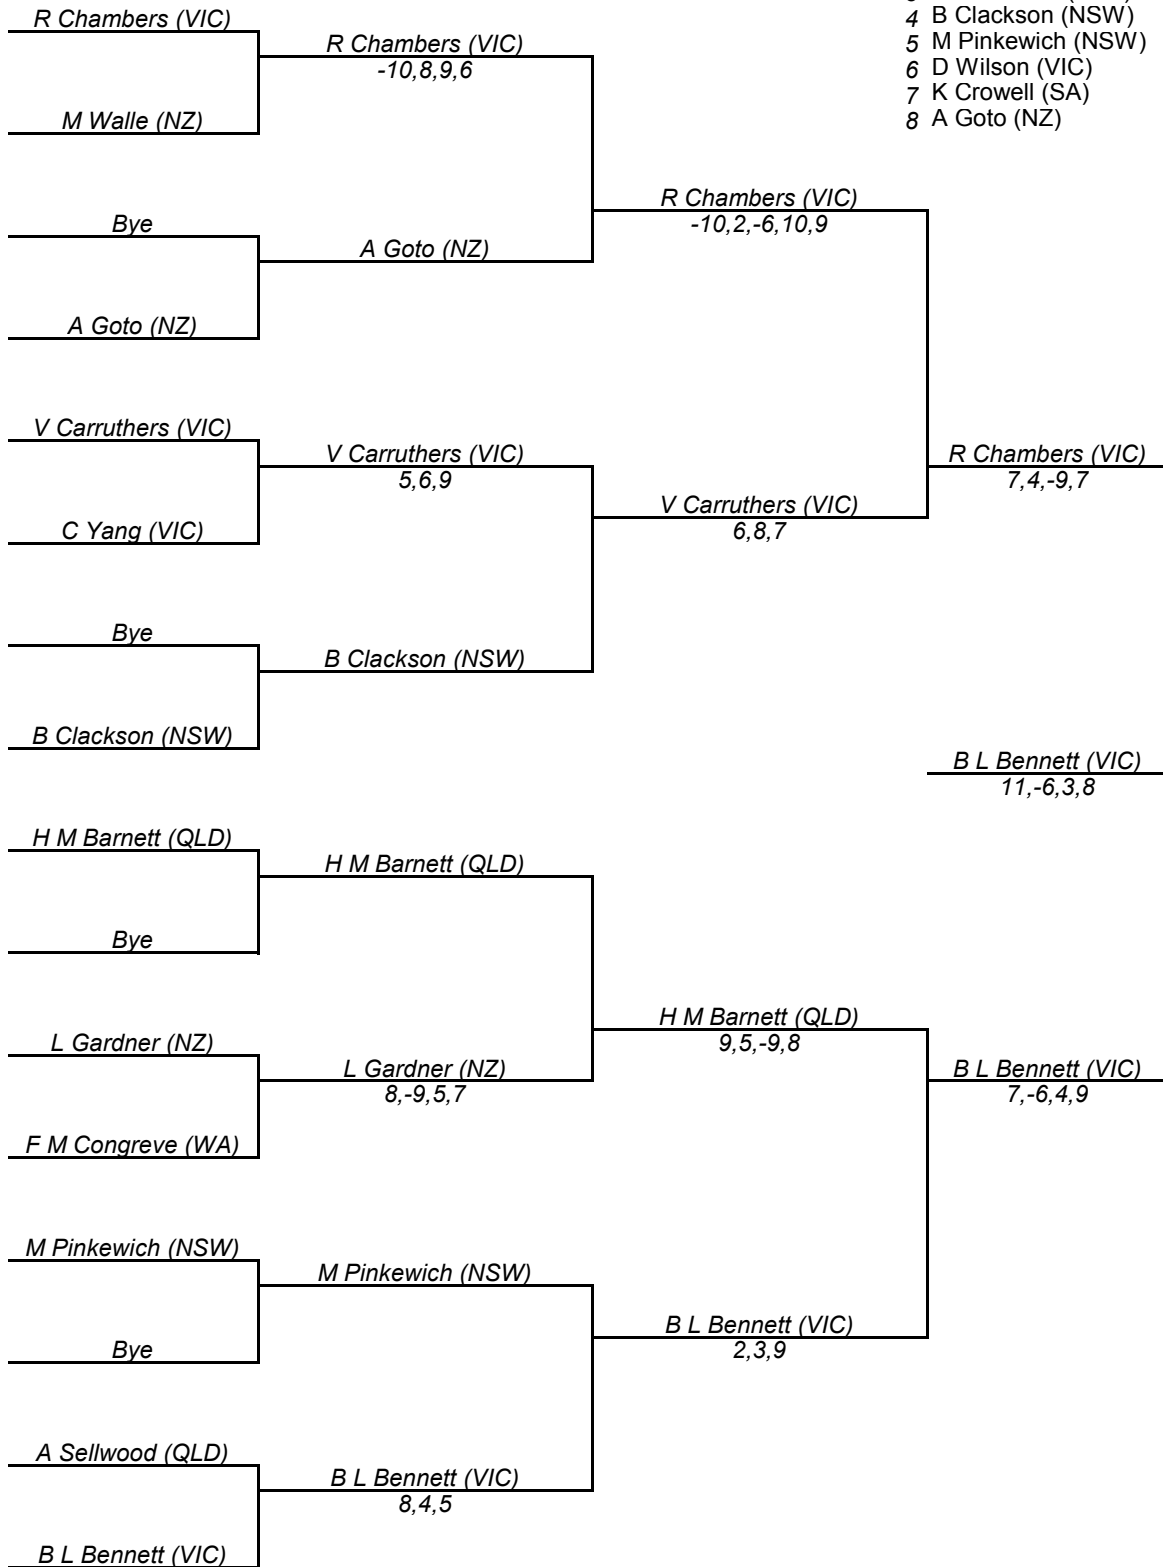 4 B Clackson (NSW)
5 M Pinkewich (NSW)
6 D Wilson (VIC)
7 K Crowell (SA)
8 A Goto (NZ)
R Chambers (VIC)
R Chambers (VIC)
-10,8,9,6
M Walle (NZ)
R Chambers (VIC)
-10,2,-6,10,9
Bye
A Goto (NZ)
A Goto (NZ)
V Carruthers (VIC)
V Carruthers (VIC)
5,6,9
R Chambers (VIC)
7,4,-9,7
V Carruthers (VIC)
6,8,7
C Yang (VIC)
Bye
B Clackson (NSW)
B Clackson (NSW)
B L Bennett (VIC)
11,-6,3,8
H M Barnett (QLD)
H M Barnett (QLD)
Bye
H M Barnett (QLD)
9,5,-9,8
L Gardner (NZ)
L Gardner (NZ)
8,-9,5,7
B L Bennett (VIC)
7,-6,4,9
F M Congreve (WA)
M Pinkewich (NSW)
M Pinkewich (NSW)
B L Bennett (VIC)
2,3,9
Bye
A Sellwood (QLD)
B L Bennett (VIC)
8,4,5
B L Bennett (VIC)